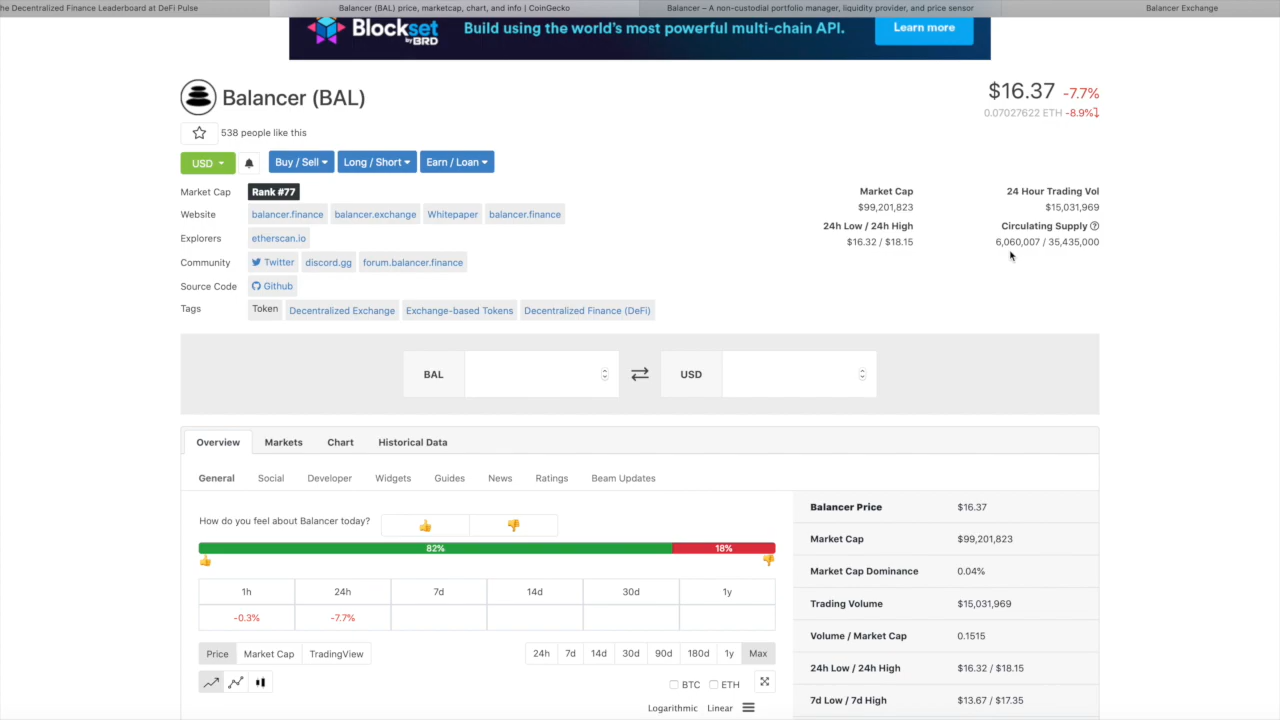 he Decentralized Finance Leaderboard at DeFi Pulse
Balancer (BAL) price, marketcap, chart, and info | CoinGecko
Balancer – A non-custodial portfolio manager, liquidity provider, and price sensor
Balancer Exchange
Blockset by BRD
Build using the world's most powerful multi-chain API.
Learn more
Balancer (BAL)
$16.37 -7.7%
0.07027622 ETH -8.9%
538 people like this
USD
Buy / Sell
Long / Short
Earn / Loan
Market Cap Rank #77
Website balancer.finance balancer.exchange Whitepaper balancer.finance
Explorers etherscan.io
Community Twitter discord.gg forum.balancer.finance
Source Code Github
Tags Token Decentralized Exchange Exchange-based Tokens Decentralized Finance (DeFi)
Market Cap
$99,201,823
24 Hour Trading Vol
$15,031,969
24h Low / 24h High
$16.32 / $18.15
Circulating Supply
6,060,007 / 35,435,000
BAL
USD
Overview Markets Chart Historical Data
General Social Developer Widgets Guides News Ratings Beam Updates
How do you feel about Balancer today?
82% 18%
1h 24h 7d 14d 30d 1y
-0.3% -7.7%
Price Market Cap TradingView
24h 7d 14d 30d 90d 180d 1y Max
BTC ETH
Logarithmic Linear
Balancer Price $16.37
Market Cap $99,201,823
Market Cap Dominance 0.04%
Trading Volume $15,031,969
Volume / Market Cap 0.1515
24h Low / 24h High $16.32 / $18.15
7d Low / 7d High $13.67 / $17.35